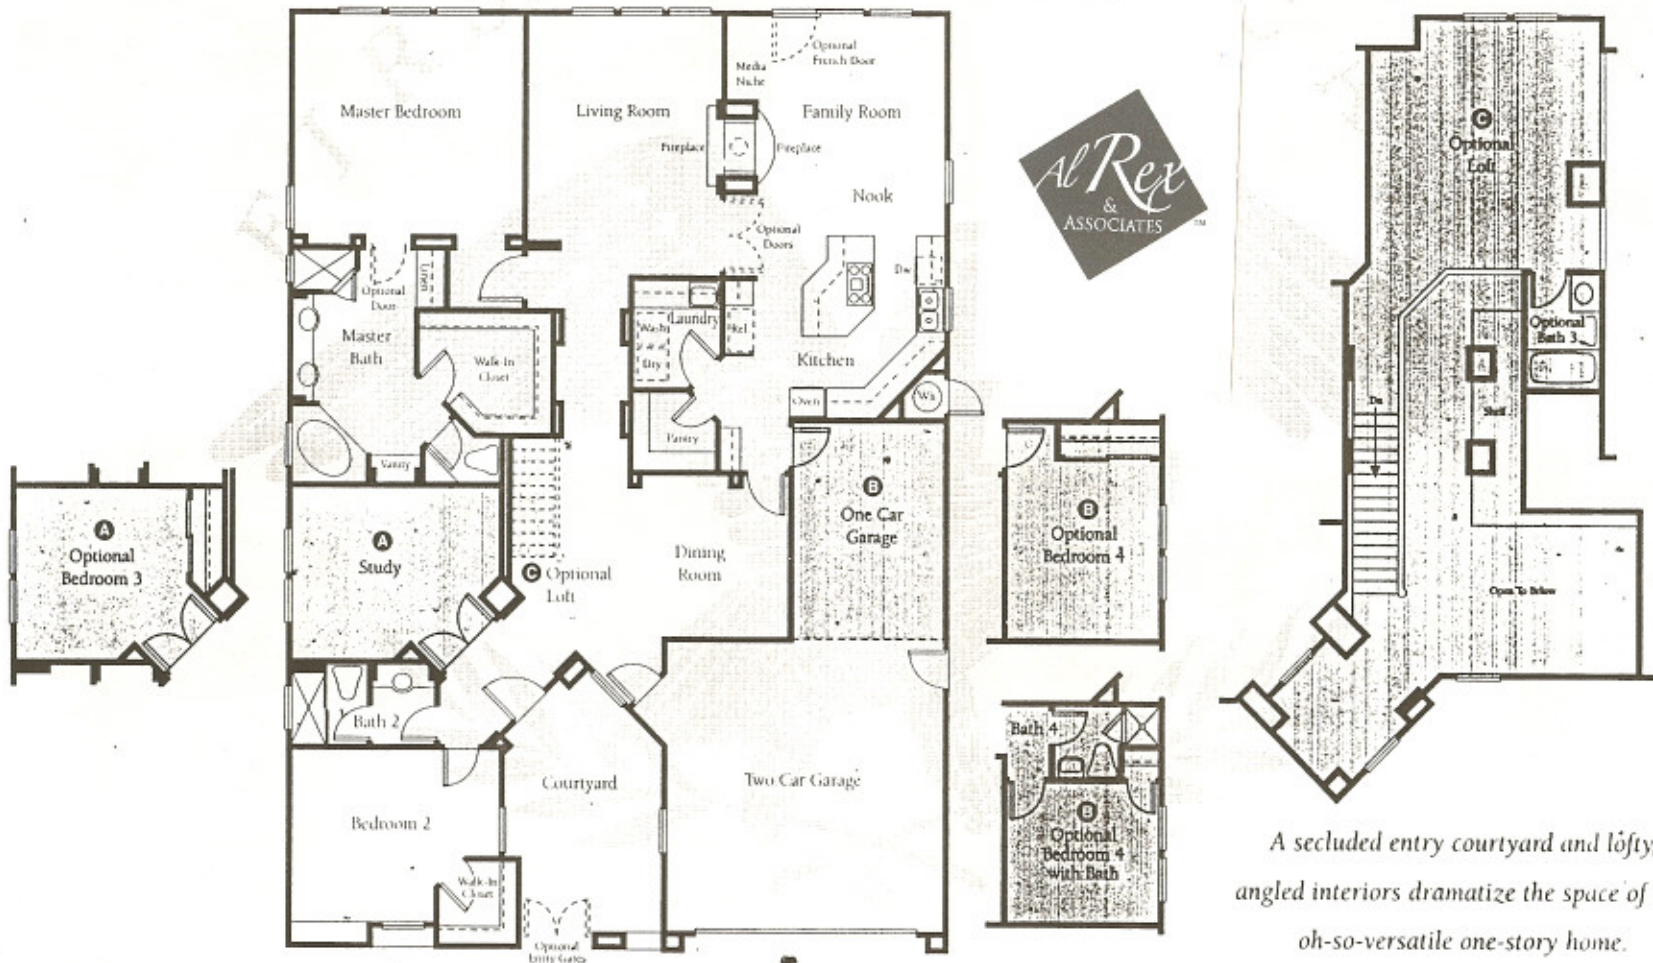 Optional
French Door
Media
Niche
Master Bedroom
Living Room
Family Room
Fireplace
Fireplace
Nook
Optional
Doors
Dw
Linen
Optional
Door
Master
Bath
Walk-In
Closet
Laundry
Wash
Dry
Ref
Kitchen
Oven
Wh
Pantry
Vanity
A
Study
B
One Car
Garage
Dining
Room
C Optional
Loft
Bath 2
Courtyard
Two Car Garage
Bedroom 2
Walk-In
Closet
Optional
Entry Gates
A
Optional
Bedroom 3
Al Rex
&
ASSOCIATES
TM
B
Optional
Bedroom 4
Bath 4
B
Optional
Bedroom 4
with Bath
C
Optional
Loft
Optional
Bath 3
Dn
Shelf
Open To Below
A secluded entry courtyard and lofty,
angled interiors dramatize the space of
oh-so-versatile one-story home.